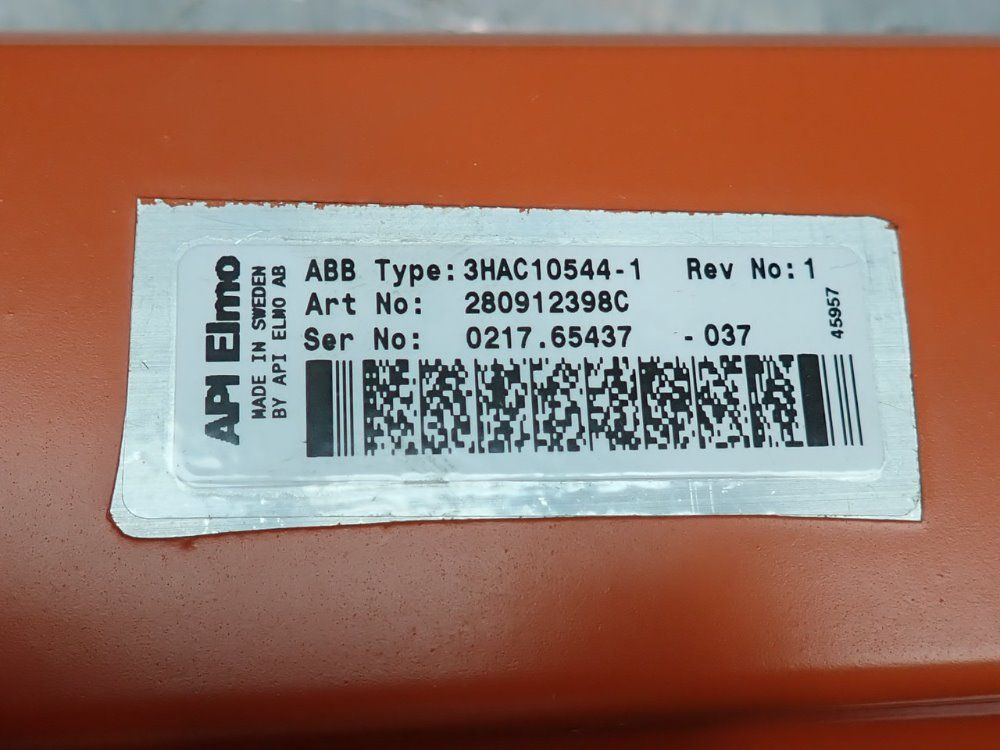 API Elmo
MADE IN SWEDEN
BY API ELMO AB
ABB Type: 3HAC10544-1 Rev No: 1
Art No: 280912398C
Ser No: 0217.65437 - 037
45957